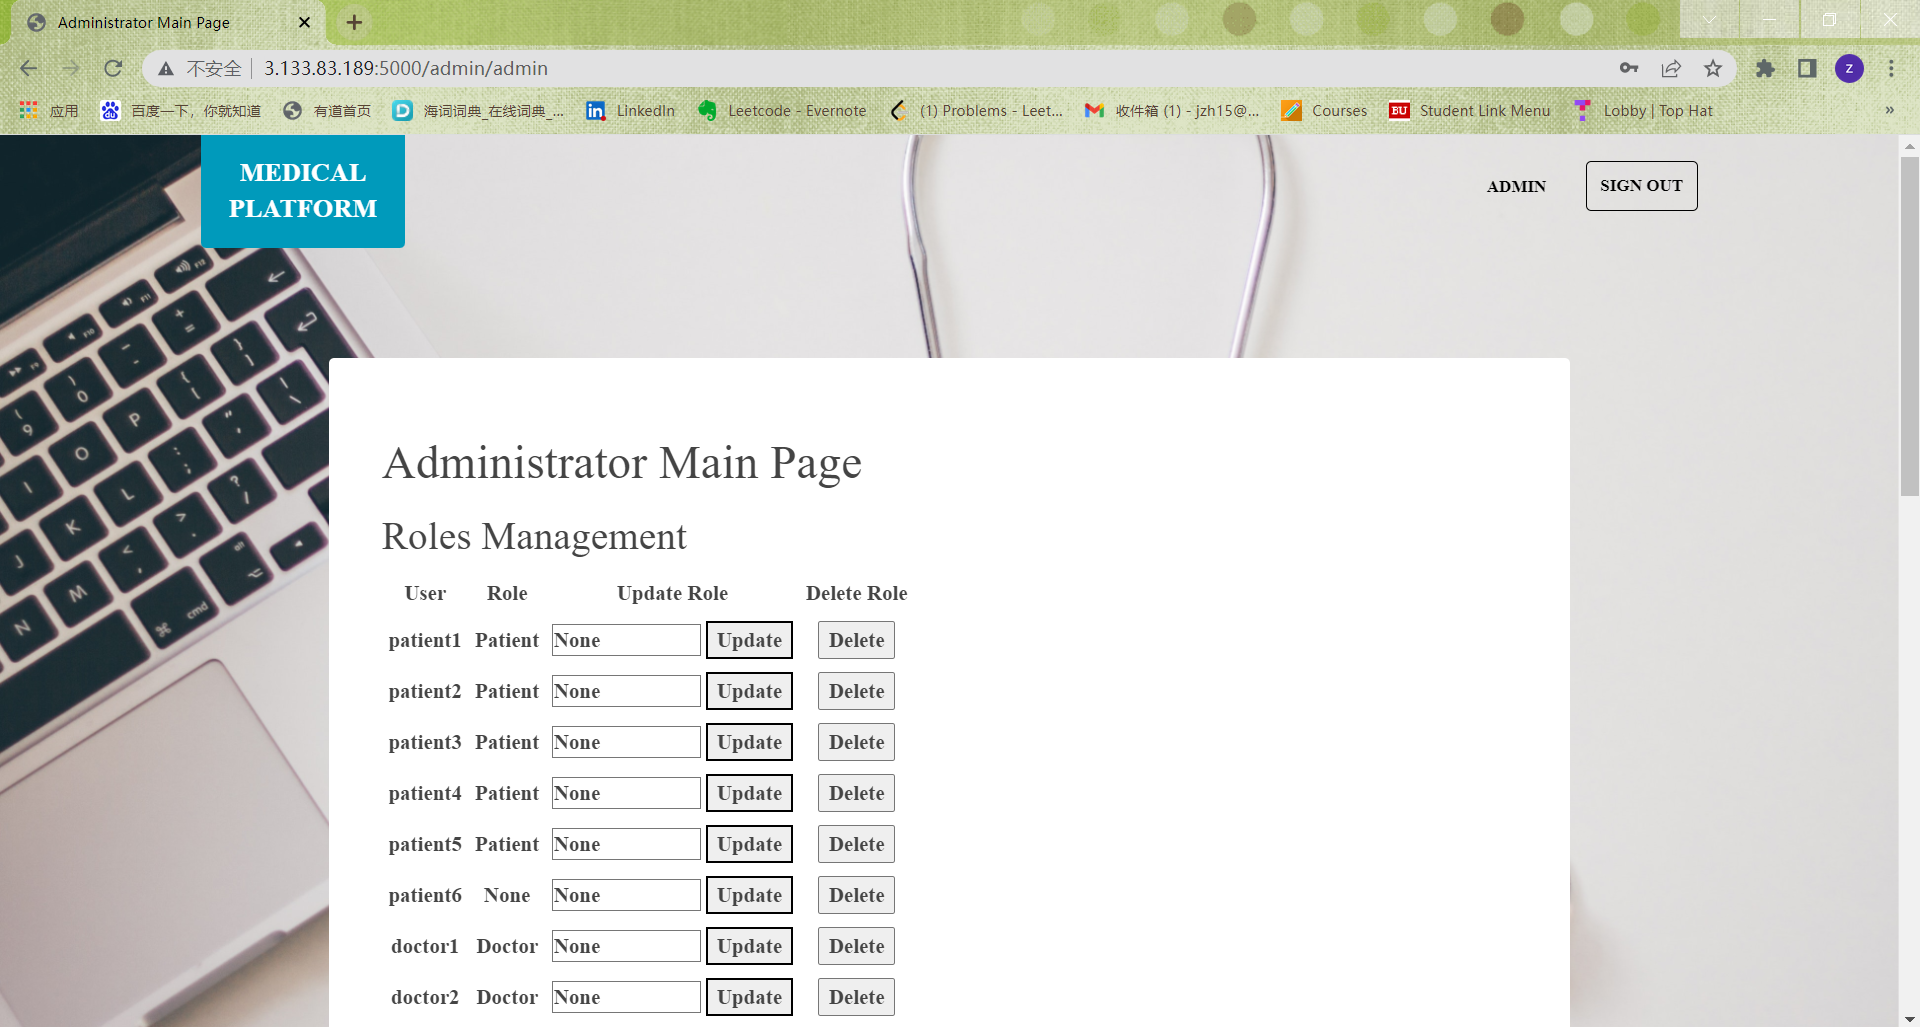 Administrator Main Page
不安全 3.133.83.189:5000/admin/admin
z
应用 百度一下，你就知道 有道首页 海词词典_在线词典_... LinkedIn Leetcode - Evernote (1) Problems - Leet... 收件箱 (1) - jzh15@... Courses BU Student Link Menu Lobby | Top Hat »
MEDICAL
PLATFORM
ADMIN SIGN OUT
Administrator Main Page
Roles Management
User Role Update Role Delete Role
patient1 Patient None Update Delete
patient2 Patient None Update Delete
patient3 Patient None Update Delete
patient4 Patient None Update Delete
patient5 Patient None Update Delete
patient6 None None Update Delete
doctor1 Doctor None Update Delete
doctor2 Doctor None Update Delete